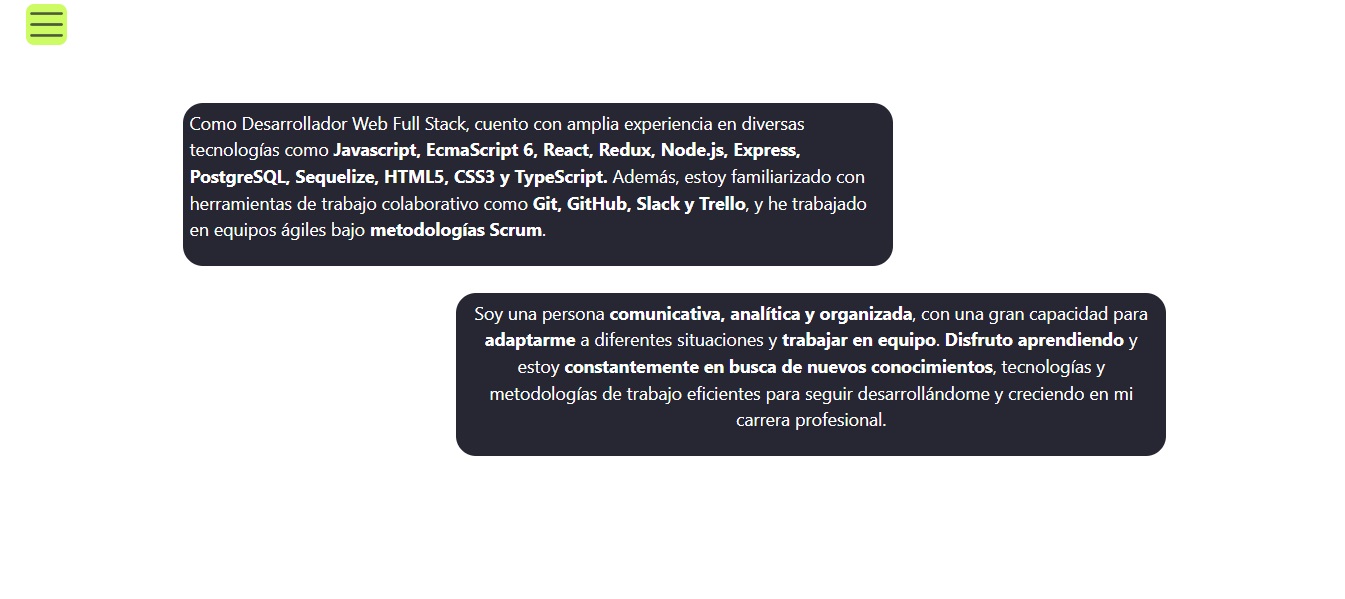 Como Desarrollador Web Full Stack, cuento con amplia experiencia en diversas
tecnologías como Javascript, EcmaScript 6, React, Redux, Node.js, Express,
PostgreSQL, Sequelize, HTML5, CSS3 y TypeScript. Además, estoy familiarizado con
herramientas de trabajo colaborativo como Git, GitHub, Slack y Trello, y he trabajado
en equipos ágiles bajo metodologías Scrum.
Soy una persona comunicativa, analítica y organizada, con una gran capacidad para
adaptarme a diferentes situaciones y trabajar en equipo. Disfruto aprendiendo y
estoy constantemente en busca de nuevos conocimientos, tecnologías y
metodologías de trabajo eficientes para seguir desarrollándome y creciendo en mi
carrera profesional.